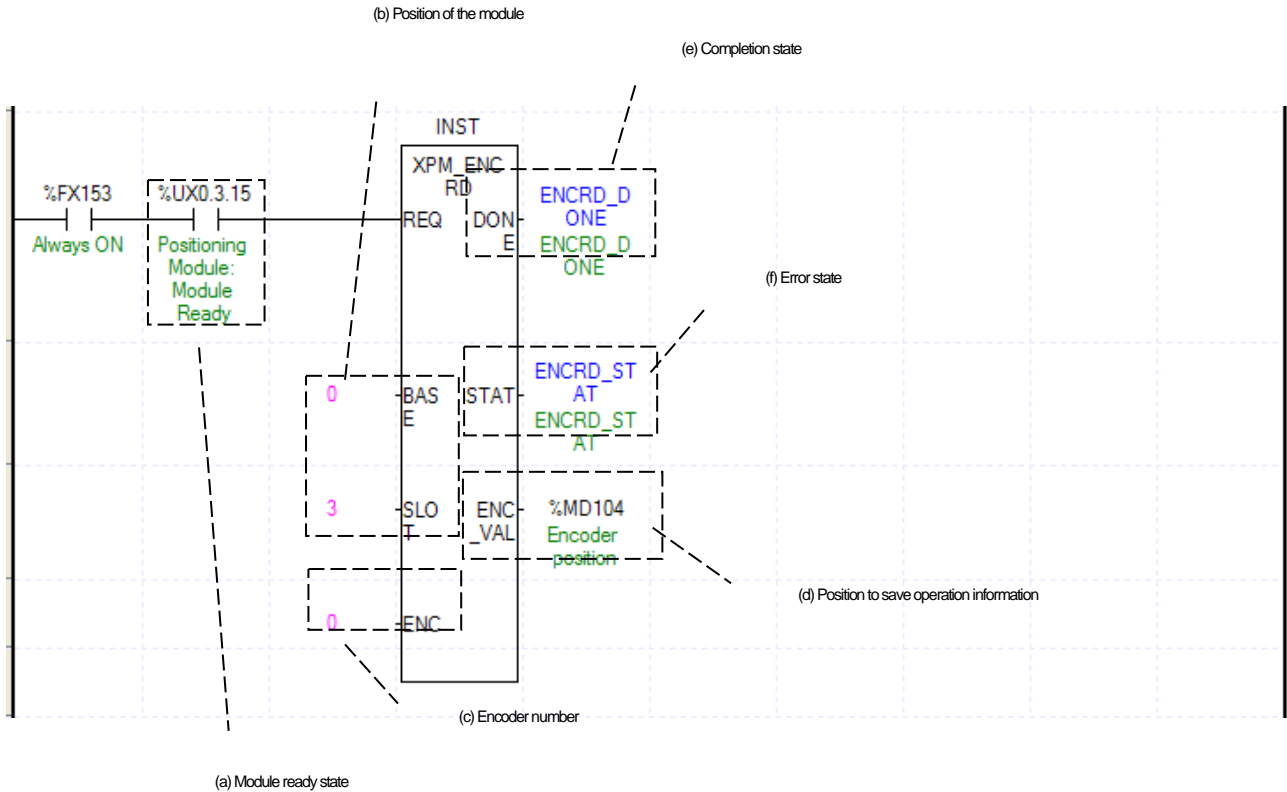 (b) Position of the module
(e) Completion state
INST
XPM_ENC
RD
%FX153
%UX0.3.15
Always ON
Positioning
Module:
Module
Ready
REQ
DON
E
ENCRD_D
ONE
ENCRD_D
ONE
(f) Error state
0
BAS
E
STAT
ENCRD_ST
AT
ENCRD_ST
AT
3
SLO
T
ENC
_VAL
%MD104
Encoder
position
(d) Position to save operation information
0
ENC
(c) Encoder number
(a) Module ready state